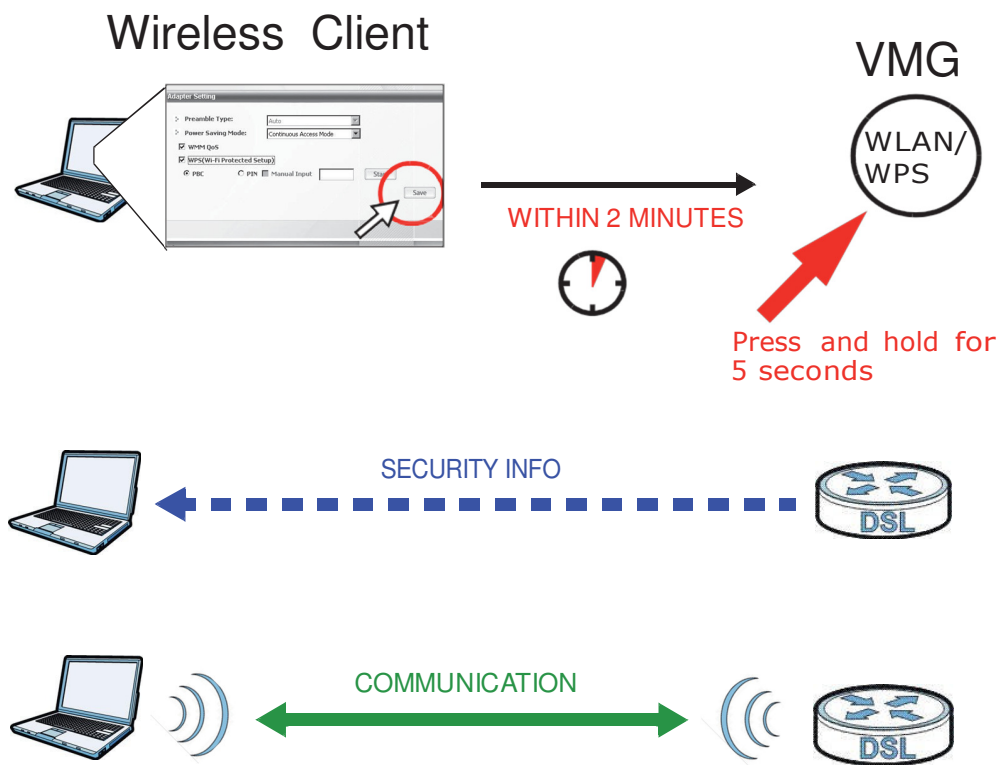 Wireless Client
VMG
Adapter Setting
Preamble Type:
Auto
Power Saving Mode:
Continuous Access Mode
WMM QoS
WPS(Wi-Fi Protected Setup)
PBC
PIN
Manual Input
Save
WLAN/
WPS
WITHIN 2 MINUTES
Press and hold for
5 seconds
SECURITY INFO
DSL
COMMUNICATION
DSL